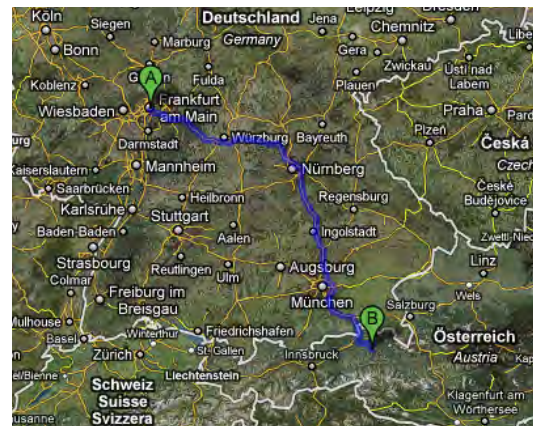 Köln
Siegen
Deutschland
Germany
Jena
Leipzig
Dresden
Chemnitz
Bonn
Marburg
Gera
Zwickau
Koblenz
A
Fulda
Plauen
Ústí nad
Labem
Wiesbaden
Frankfurt
am Main
Praha
Darmstadt
Würzburg
Bayreuth
Plzeň
Česká
Czech
Kaiserslautern
Mannheim
Nürnberg
Saarbrücken
Heilbronn
Regensburg
České
Budějovice
Karlsruhe
Stuttgart
Baden-Baden
Aalen
Ingolstadt
Strasbourg
Reutlingen
Ulm
Augsburg
Linz
Colmar
Freiburg im
Breisgau
München
B
Salzburg
Wels
Mulhouse
Basel
Winterthur
Friedrichshafen
Österreich
Austria
Zürich
St. Gallen
Innsbruck
Liechtenstein
Schweiz
Suisse
Svizzera
Klagenfurt am
Wörthersee